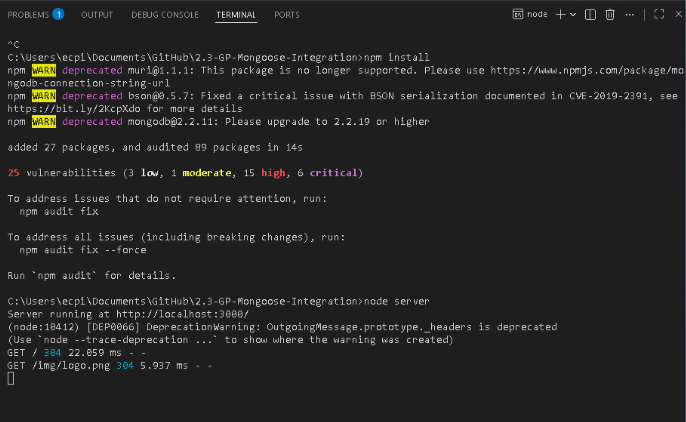 PROBLEMS 1 OUTPUT DEBUG CONSOLE TERMINAL PORTS node
^C
C:\Users\ecpi\Documents\GitHub\2.3-GP-Mongoose-Integration>npm install
npm WARN deprecated muri@1.1.1: This package is no longer supported. Please use https://www.npmjs.com/package/mo
ngodb-connection-string-url
npm WARN deprecated bson@0.5.7: Fixed a critical issue with BSON serialization documented in CVE-2019-2391, see
https://bit.ly/2KcpXdo for more details
npm WARN deprecated mongodb@2.2.11: Please upgrade to 2.2.19 or higher
added 27 packages, and audited 89 packages in 14s
25 vulnerabilities (3 low, 1 moderate, 15 high, 6 critical)
To address issues that do not require attention, run:
npm audit fix
To address all issues (including breaking changes), run:
npm audit fix --force
Run `npm audit` for details.
C:\Users\ecpi\Documents\GitHub\2.3-GP-Mongoose-Integration>node server
Server running at http://localhost:3000/
(node:10412) [DEP0066] DeprecationWarning: OutgoingMessage.prototype._headers is deprecated
(Use `node --trace-deprecation ...` to show where the warning was created)
GET / 304 22.059 ms - -
GET /img/logo.png 304 5.937 ms - -